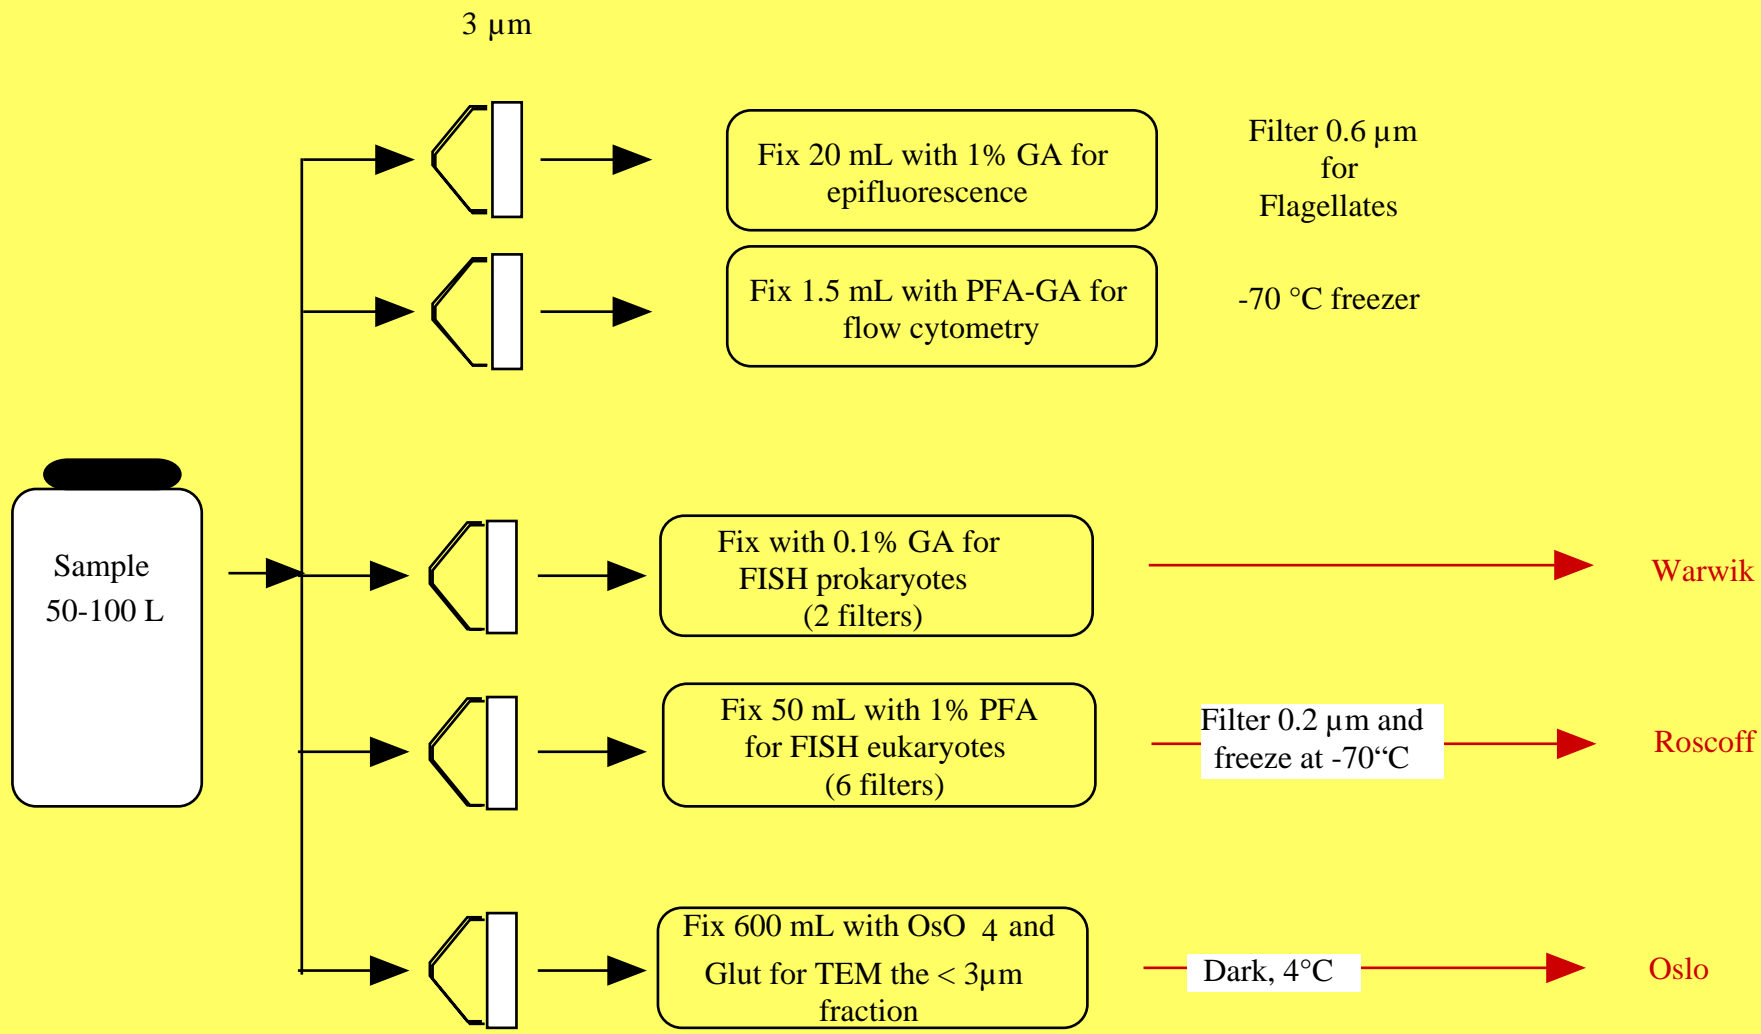 3 µm
Fix 20 mL with 1% GA for
epifluorescence
Filter 0.6 µm
for
Flagellates
Fix 1.5 mL with PFA-GA for
flow cytometry
-70 °C freezer
Sample
50-100 L
Fix with 0.1% GA for
FISH prokaryotes
(2 filters)
Warwik
Fix 50 mL with 1% PFA
for FISH eukaryotes
(6 filters)
Filter 0.2 µm and
freeze at -70“C
Roscoff
Fix 600 mL with OsO 4 and
Glut for TEM the < 3µm
fraction
Dark, 4°C
Oslo